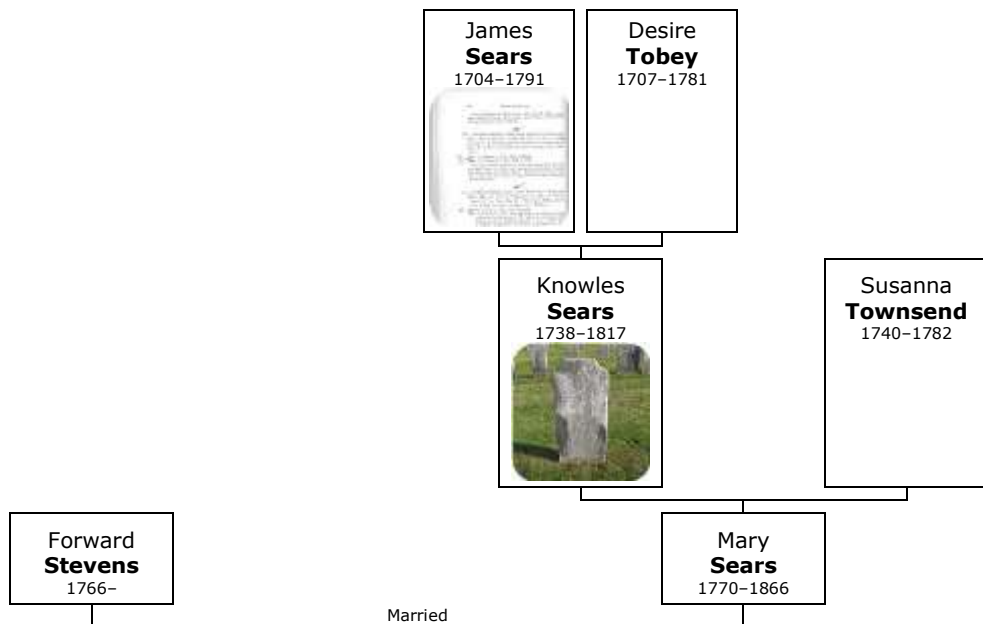 James
Sears
1704–1791
Desire
Tobey
1707–1781
Knowles
Sears
1738–1817
Susanna
Townsend
1740–1782
Forward
Stevens
1766–
Mary
Sears
1770–1866
Married